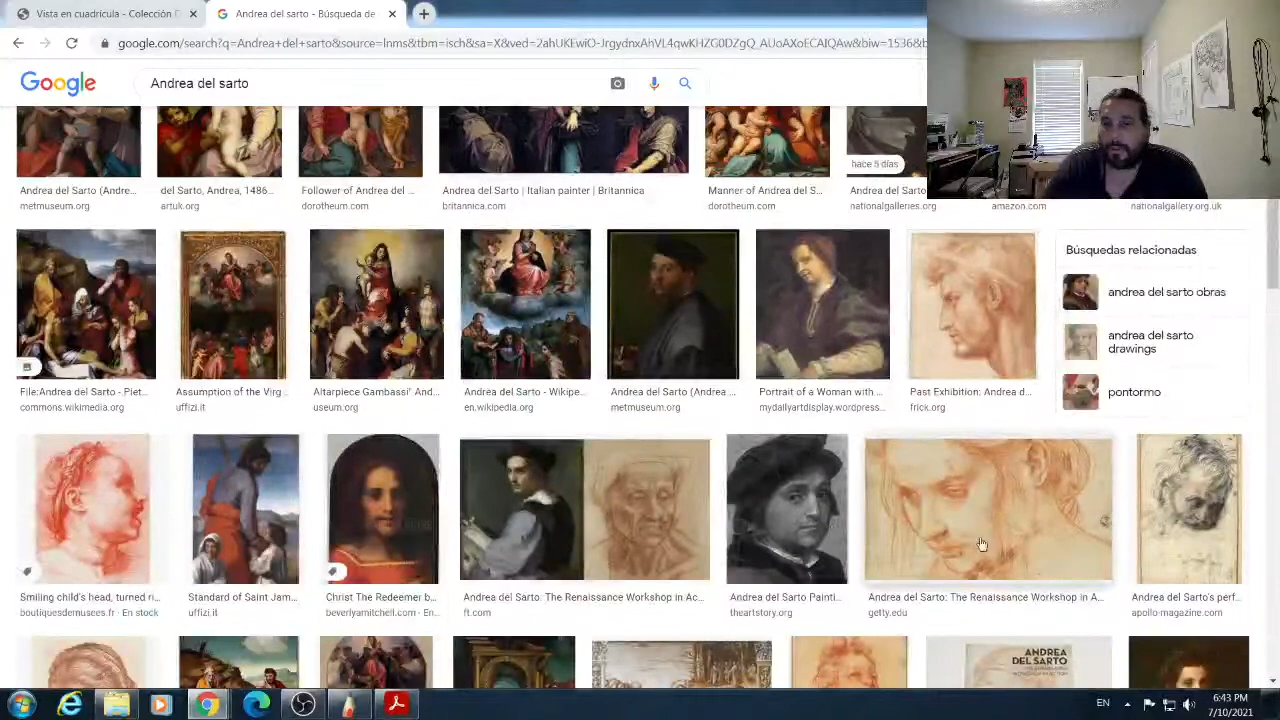 Vista en cuadrícula - Colección D
Andrea del sarto - Búsqueda de
google.com/search?q=Andrea+del+sarto&source=lnms&tbm=isch&sa=X&ved=
Google
Andrea del sarto
hace 5 días
Andrea del Sarto (Andre...
metmuseum.org
del Sarto, Andrea, 1486...
artuk.org
Follower of Andrea del ...
dorotheum.com
Andrea del Sarto | Italian painter | Britannica
britannica.com
Manner of Andrea del S...
dorotheum.com
Andrea del Sarto
nationalgalleries.org
amazon.com
nationalgallery.org.uk
File:Andrea del Sarto - Piet...
commons.wikimedia.org
Assumption of the Virg...
uffizi.it
Altarpiece Gambassi" And...
useum.org
Andrea del Sarto - Wikipe...
en.wikipedia.org
Andrea del Sarto (Andrea ...
metmuseum.org
Portrait of a Woman with ...
mydailyartdisplay.wordpress...
Past Exhibition: Andrea d...
frick.org
Búsquedas relacionadas
andrea del sarto obras
andrea del sarto
drawings
pontormo
Smiling child's head, turned ri...
boutiquesdemusees.fr · En stock
Standard of Saint Jam...
uffizi.it
Christ The Redeemer b...
beverlyamitchell.com · En...
Andrea del Sarto: The Renaissance Workshop in Ac...
ft.com
Andrea del Sarto Painti...
theartstory.org
Andrea del Sarto: The Renaissance Workshop in A...
getty.edu
Andrea del Sarto's perf...
apollo-magazine.com
ANDREA
DEL SARTO
EN
6:43 PM
7/10/2021